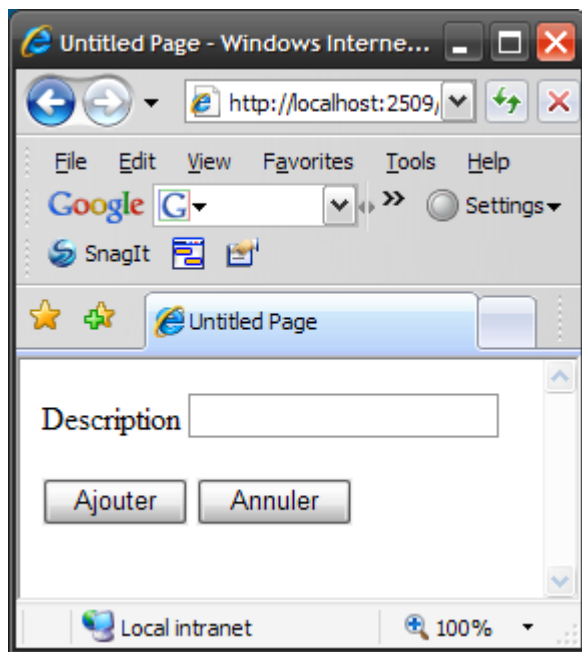 Untitled Page - Windows Interne...
http://localhost:2509/
File Edit View Favorites Tools Help
Google G Settings
SnagIt
Untitled Page
Description
Ajouter Annuler
Local intranet 100%